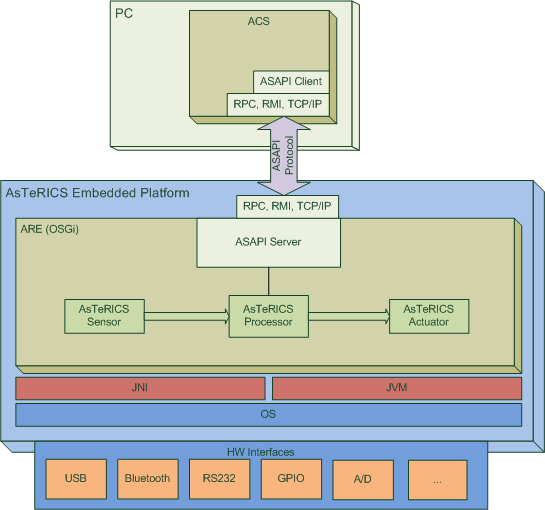 PC
ACS
ASAPI Client
RPC, RMI, TCP/IP
ASAPI
Protocol
AsTeRICS Embedded Platform
RPC, RMI, TCP/IP
ARE (OSGi)
ASAPI Server
AsTeRICS
Sensor
AsTeRICS
Processor
AsTeRICS
Actuator
JNI
JVM
OS
HW Interfaces
USB
Bluetooth
RS232
GPIO
A/D
...